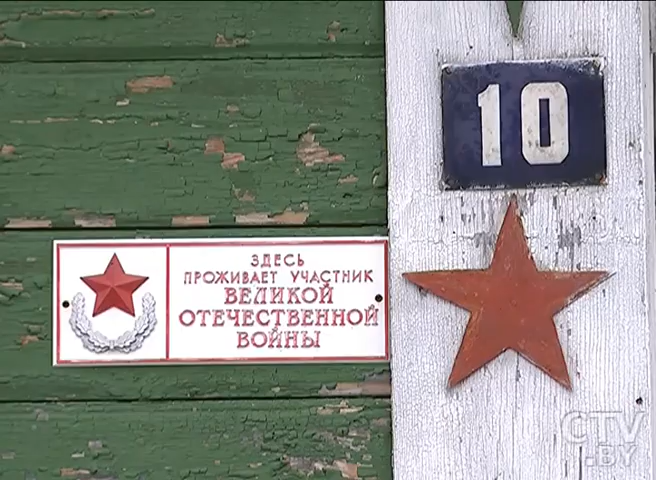 10
ЗДЕСЬ
ПРОЖИВАЕТ УЧАСТНИК
ВЕЛИКОЙ
ОТЕЧЕСТВЕННОЙ
ВОЙНЫ
CTV
.BY